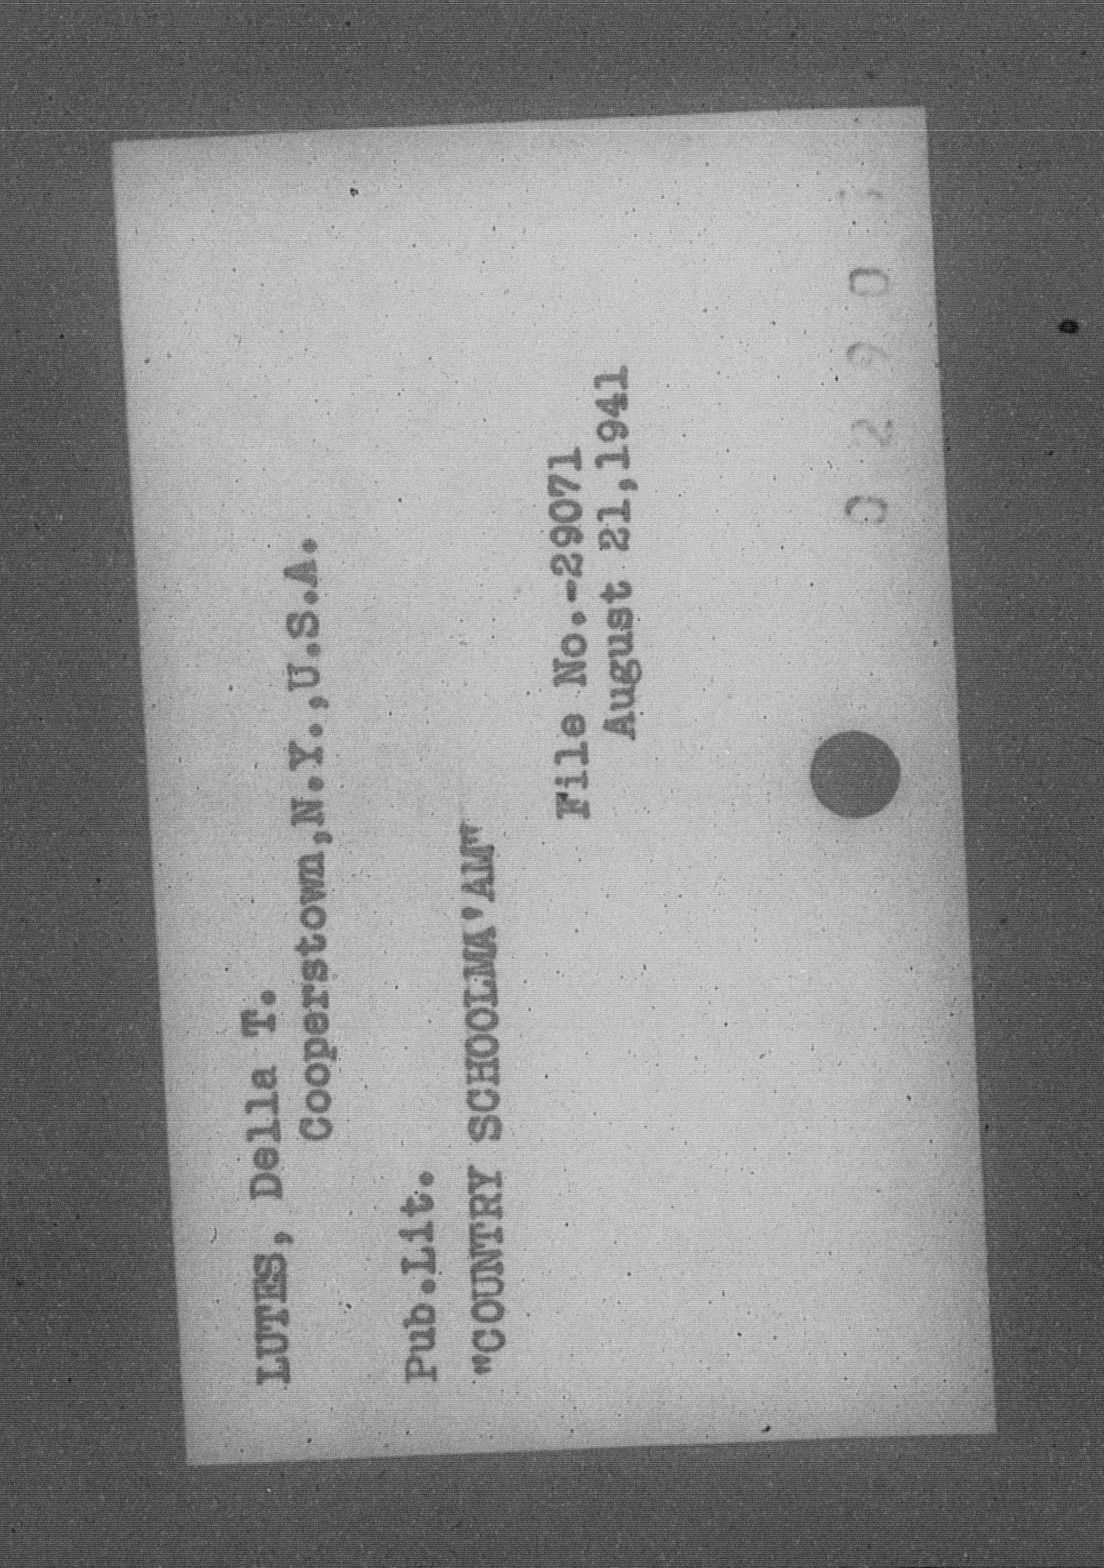 LUTES, Della T.
Cooperstown,N.Y.,U.S.A.
Pub.Lit.
"COUNTRY SCHOOLMA'AM"
File No.-29071
August 21,1941